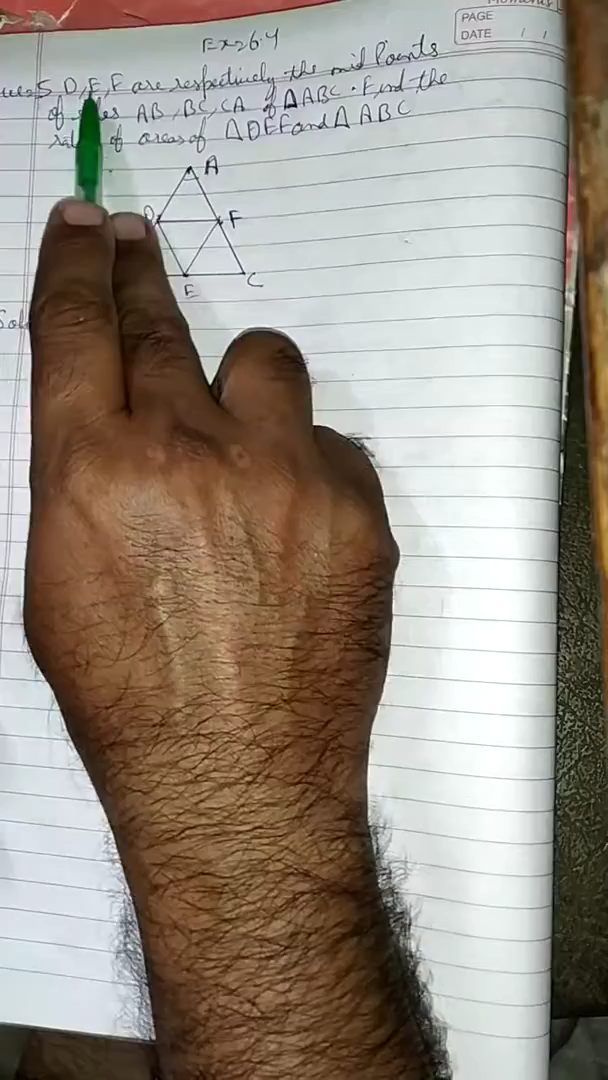 Ex 26.4
PAGE
DATE / /
5 D, E, F are respectively the mid Points
of AB, BC, CA of ΔABC. Find the
of areas of ΔDEF and Δ ABC
A
F
E
C